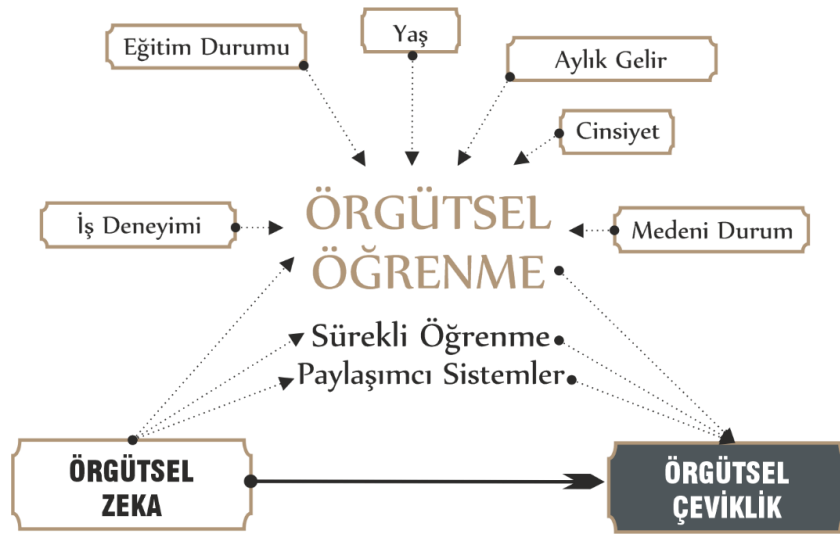 Eğitim Durumu
Yaş
Aylık Gelir
Cinsiyet
İş Deneyimi
ÖRGÜTSEL
ÖĞRENME
Medeni Durum
Sürekli Öğrenme
Paylaşımcı Sistemler
ÖRGÜTSEL
ZEKA
ÖRGÜTSEL
ÇEVİKLİK